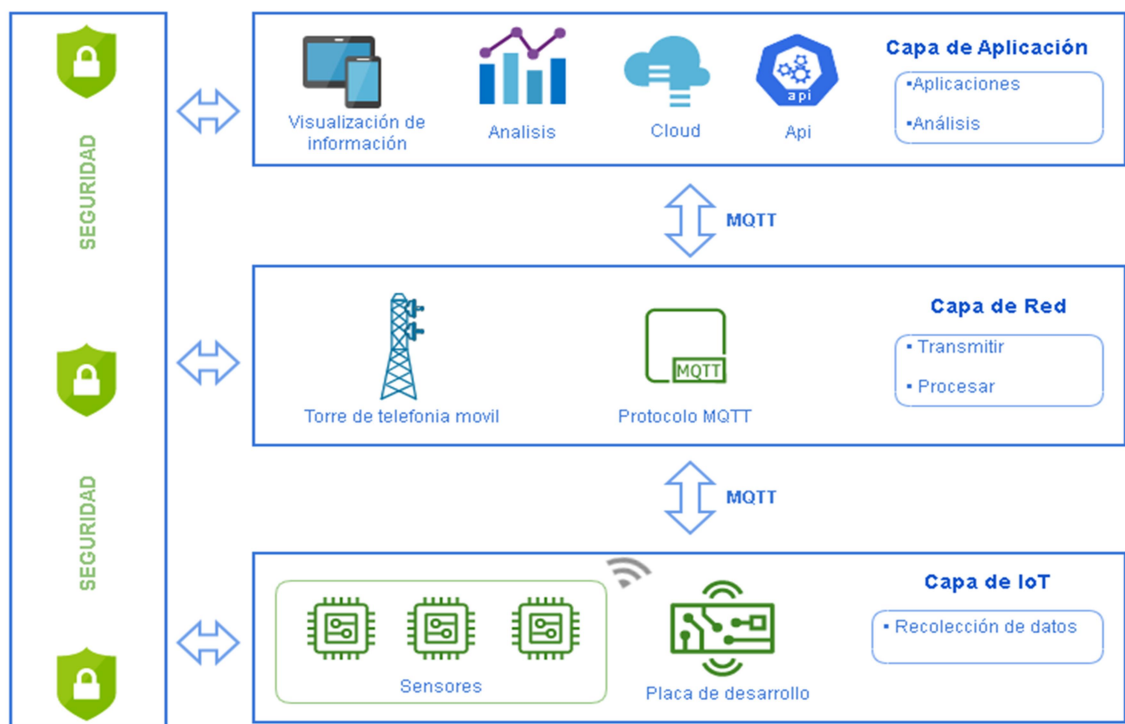 SEGURIDAD
SEGURIDAD
Visualización de
información
Analisis
Cloud
api
Api
Capa de Aplicación
▪Aplicaciones
▪Análisis
MQTT
Torre de telefonia movil
MQTT
Protocolo MQTT
Capa de Red
▪ Transmitir
▪ Procesar
MQTT
Sensores
Placa de desarrollo
Capa de IoT
▪ Recolección de datos